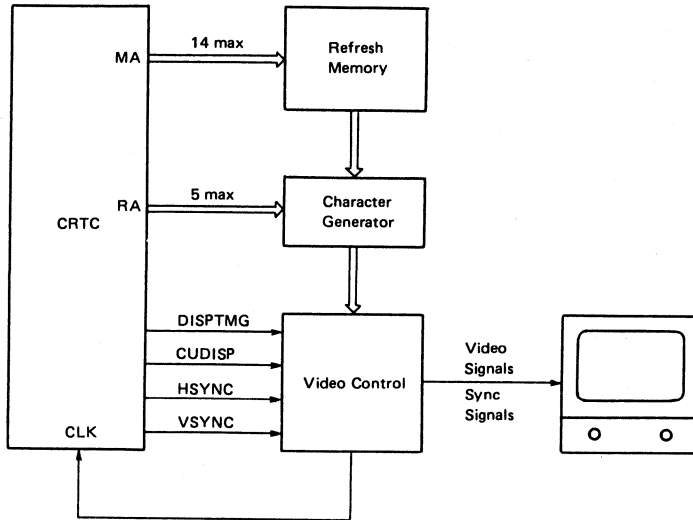 MA
14 max
Refresh
Memory
RA
5 max
Character
Generator
CRTC
DISPTMG
CUDISP
HSYNC
VSYNC
CLK
Video Control
Video
Signals
Sync
Signals